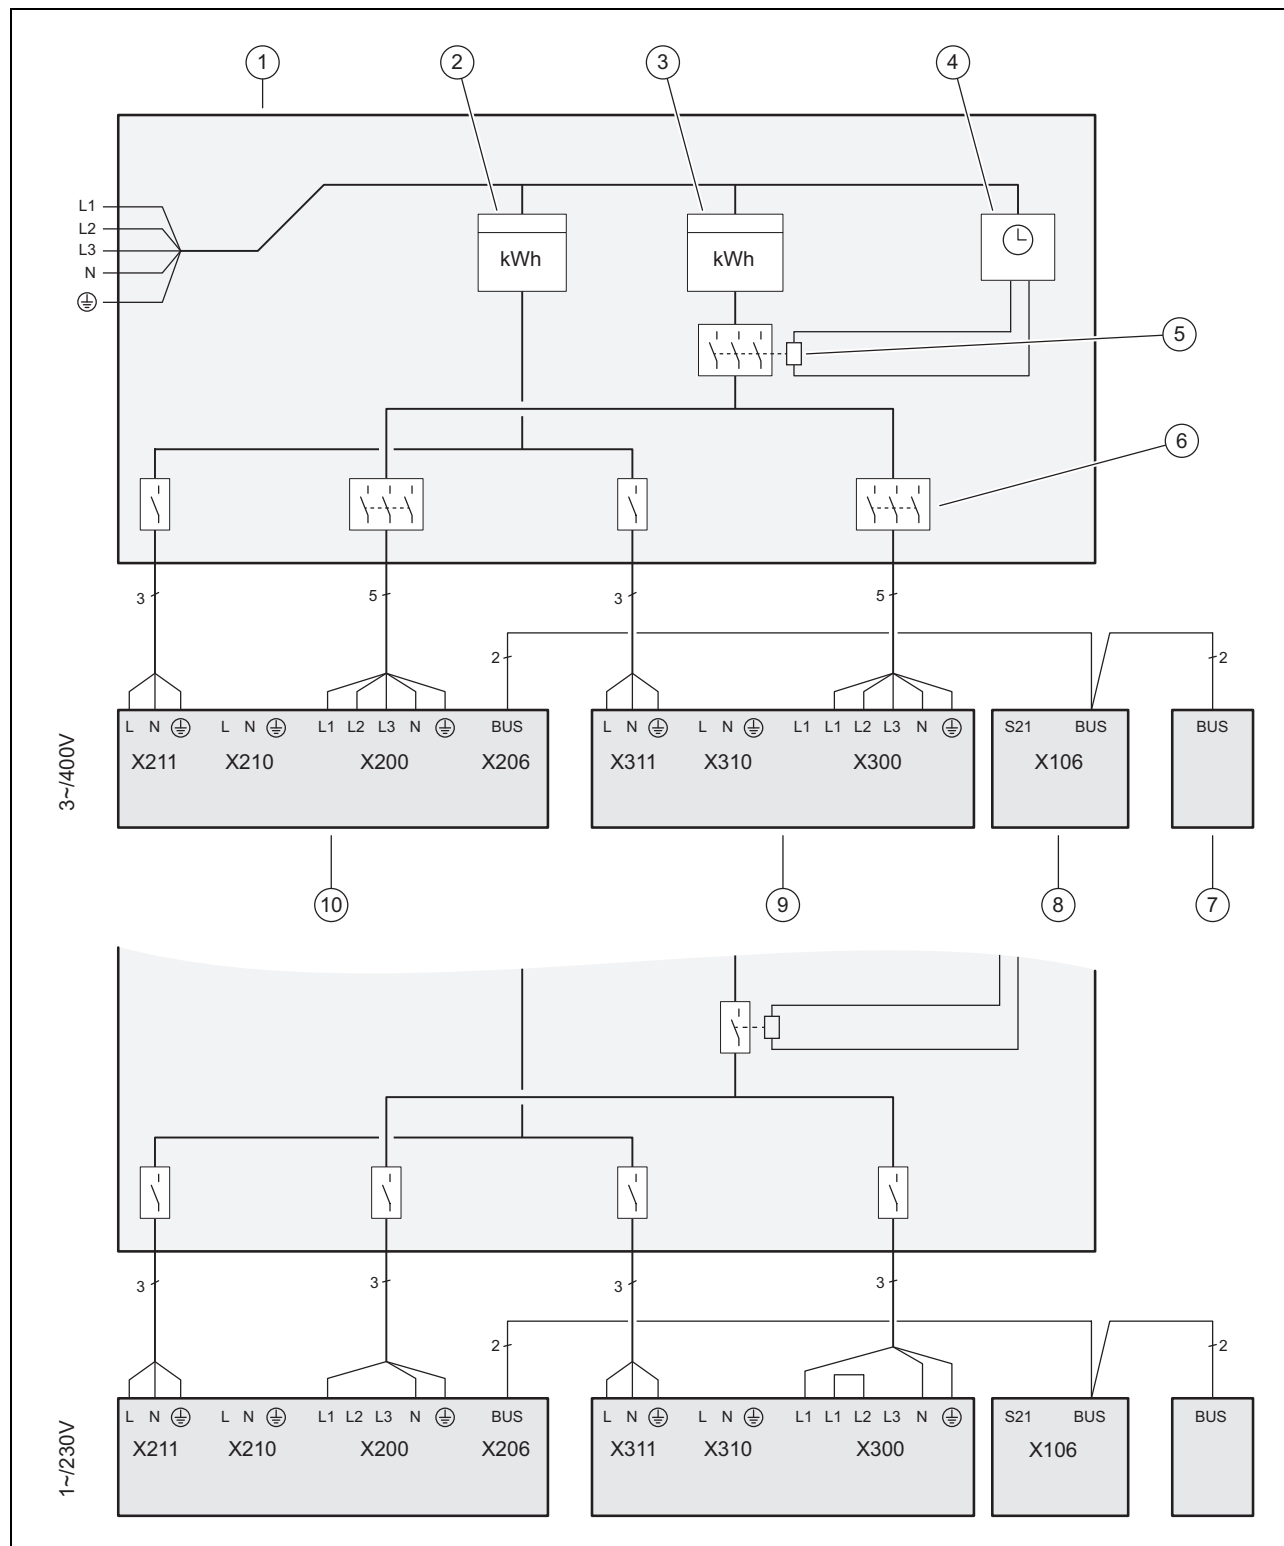 1 2 3 4
L1
L2
L3
N
kWh kWh
5
6
3 5 3 5
2 2
L N L N L1 L2 L3 N BUS L N L N L1 L1 L2 L3 N S21 BUS BUS
X211 X210 X200 X206 X311 X310 X300 X106
3~/400V
10 9 8 7
3 3 3 3
2 2
L N L N L1 L2 L3 N BUS L N L N L1 L1 L2 L3 N S21 BUS BUS
X211 X210 X200 X206 X311 X310 X300 X106
1~/230V